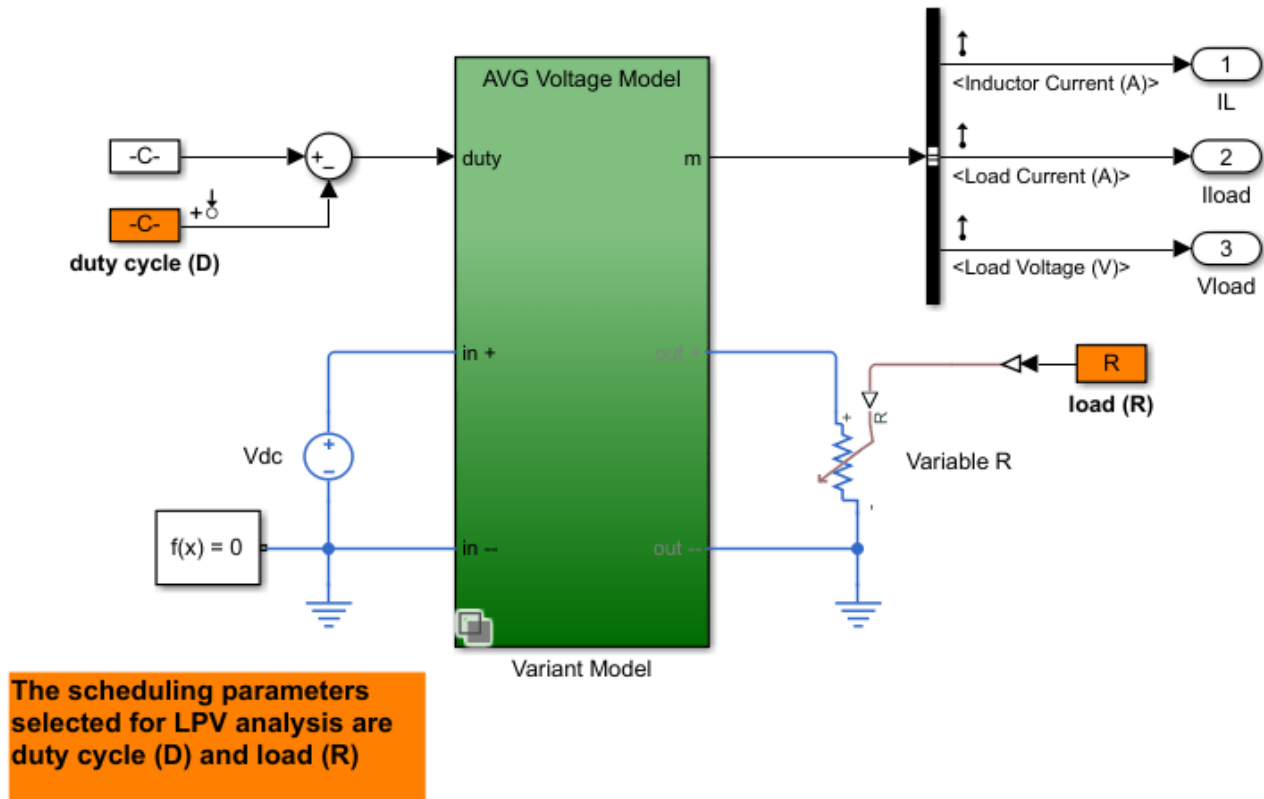 AVG Voltage Model
<Inductor Current (A)>
1
IL
-C-
+
_
duty
m
<Load Current (A)>
2
Iload
+
-C-
duty cycle (D)
<Load Voltage (V)>
3
Vload
in +
out +
R
load (R)
+
R
Vdc
+
−
Variable R
-
f(x) = 0
in --
out --
Variant Model
The scheduling parameters
selected for LPV analysis are
duty cycle (D) and load (R)